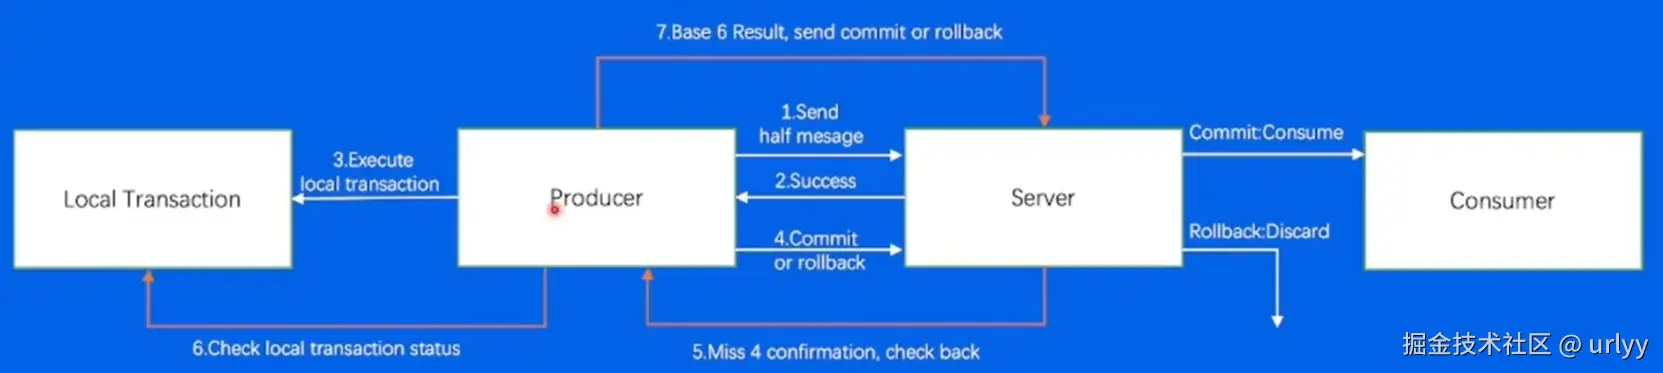 7.Base 6 Result, send commit or rollback
1.Send
half mesage
Commit:Consume
3.Execute
local transaction
2.Success
Local Transaction
Producer
Server
Consumer
4.Commit
or rollback
Rollback:Discard
6.Check local transaction status
5.Miss 4 confirmation, check back
掘金技术社区 @ urlyy